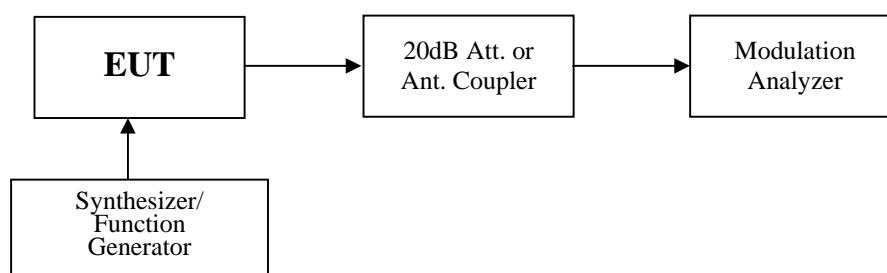 EUT
20dB Att. or
Ant. Coupler
Modulation
Analyzer
Synthesizer/
Function
Generator